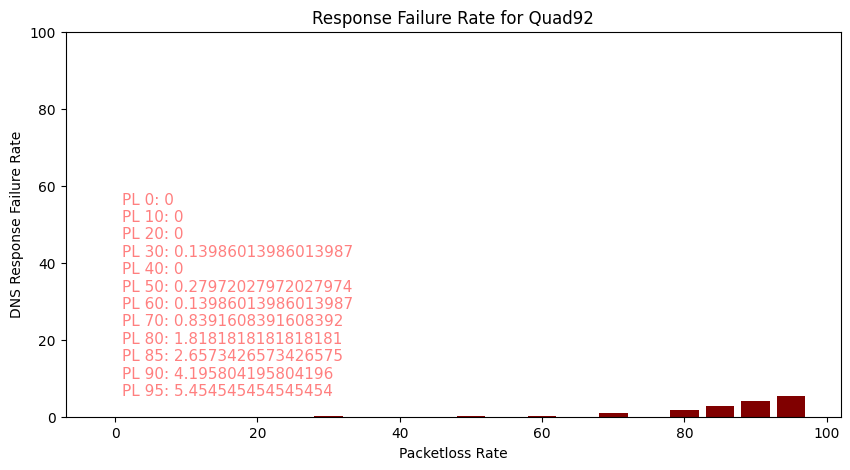 Response Failure Rate for Quad92
100
80
60
40
20
0
DNS Response Failure Rate
PL 0: 0
PL 10: 0
PL 20: 0
PL 30: 0.13986013986013987
PL 40: 0
PL 50: 0.27972027972027974
PL 60: 0.13986013986013987
PL 70: 0.8391608391608392
PL 80: 1.8181818181818181
PL 85: 2.6573426573426575
PL 90: 4.195804195804196
PL 95: 5.454545454545454
0 20 40 60 80 100
Packetloss Rate